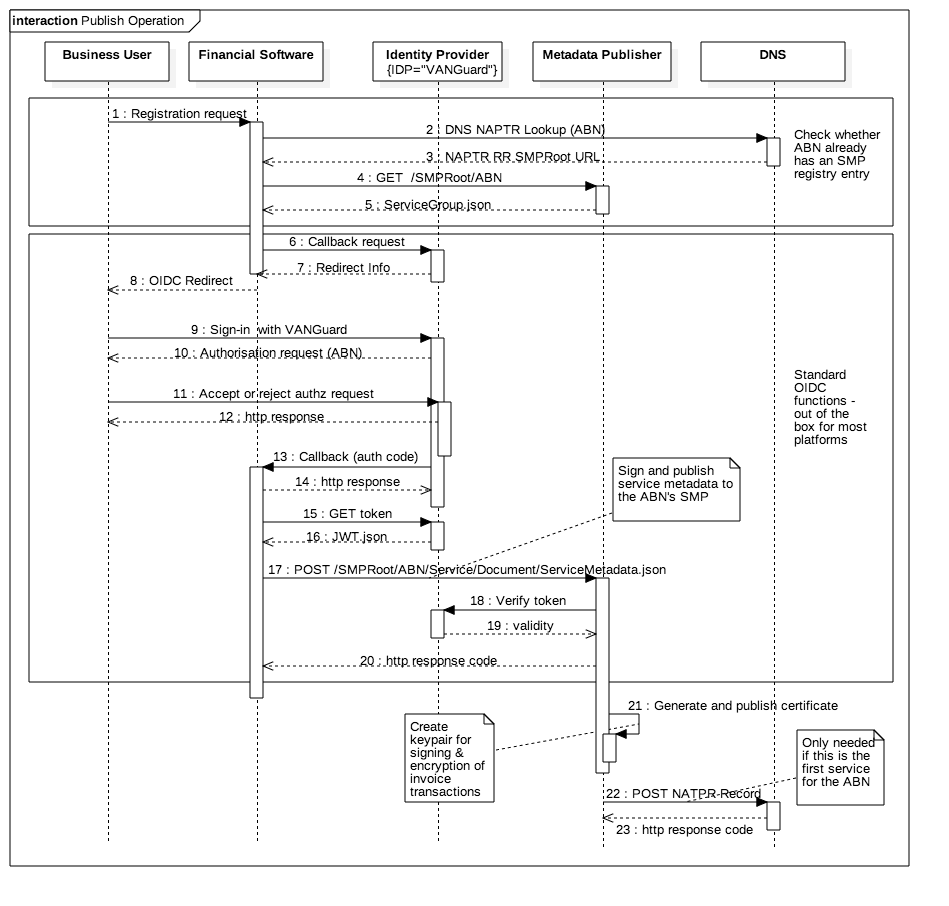 interaction Publish Operation
Business User
Financial Software
Identity Provider
{IDP="VANGuard"}
Metadata Publisher
DNS
1 : Registration request
2 : DNS NAPTR Lookup (ABN)
3 : NAPTR RR SMPRoot URL
4 : GET /SMPRoot/ABN
5 : ServiceGroup.json
Check whether
ABN already
has an SMP
registry entry
6 : Callback request
7 : Redirect Info
8 : OIDC Redirect
9 : Sign-in with VANGuard
10 : Authorisation request (ABN)
11 : Accept or reject authz request
12 : http response
Standard
OIDC
functions -
out of the
box for most
platforms
13 : Callback (auth code)
14 : http response
Sign and publish
service metadata to
the ABN's SMP
15 : GET token
16 : JWT.json
17 : POST /SMPRoot/ABN/Service/Document/ServiceMetadata.json
18 : Verify token
19 : validity
20 : http response code
21 : Generate and publish certificate
Create
keypair for
signing &
encryption of
invoice
transactions
Only needed
if this is the
first service
for the ABN
22 : POST NATPR Record
23 : http response code